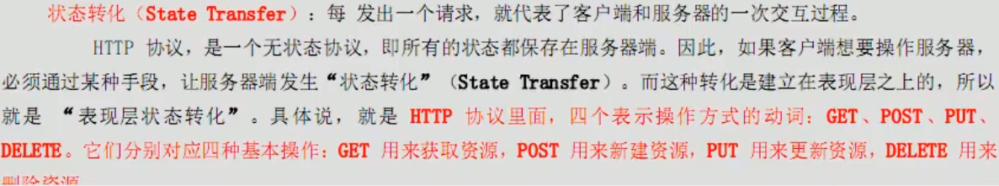 状态转化（State Transfer）：每 发出一个请求，就代表了客户端和服务器的一次交互过程。
HTTP 协议，是一个无状态协议，即所有的状态都保存在服务器端。因此，如果客户端想要操作服务器，
必须通过某种手段，让服务器端发生“状态转化”（State Transfer）。而这种转化是建立在表现层之上的，所以
就是 “表现层状态转化”。具体说，就是 HTTP 协议里面，四个表示操作方式的动词：GET、POST、PUT、
DELETE。它们分别对应四种基本操作：GET 用来获取资源，POST 用来新建资源，PUT 用来更新资源，DELETE 用来
删除资源